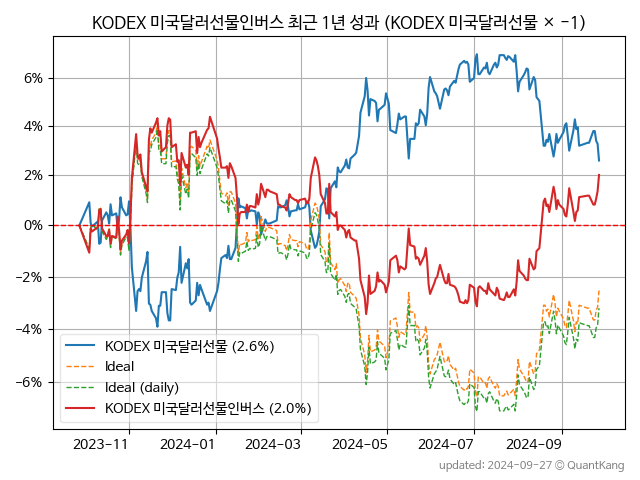 KODEX 미국달러선물인버스 최근 1년 성과 (KODEX 미국달러선물 × −1)
6%
4%
2%
0%
−2%
−4%
−6%
KODEX 미국달러선물 (2.6%)
Ideal
Ideal (daily)
KODEX 미국달러선물인버스 (2.0%)
2023-11 2024-01 2024-03 2024-05 2024-07 2024-09
updated: 2024-09-27 © QuantKang